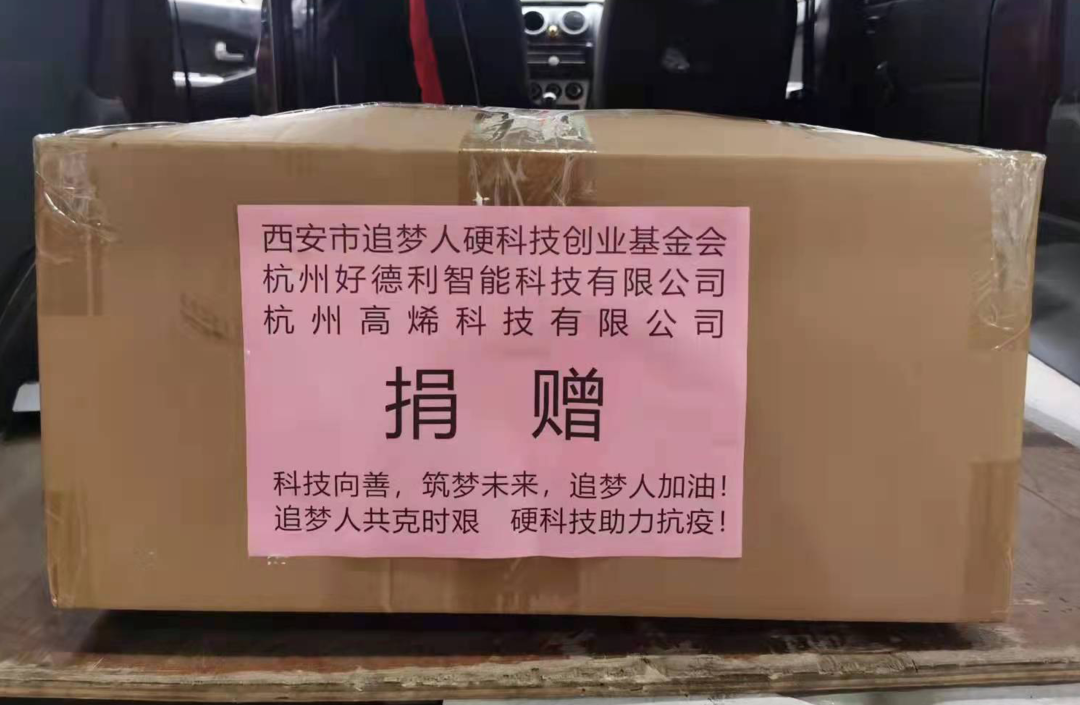 西安市追梦人硬科技创业基金会
杭州好德利智能科技有限公司
杭州高烯科技有限公司
捐赠
科技向善，筑梦未来，追梦人加油！
追梦人共克时艰 硬科技助力抗疫！